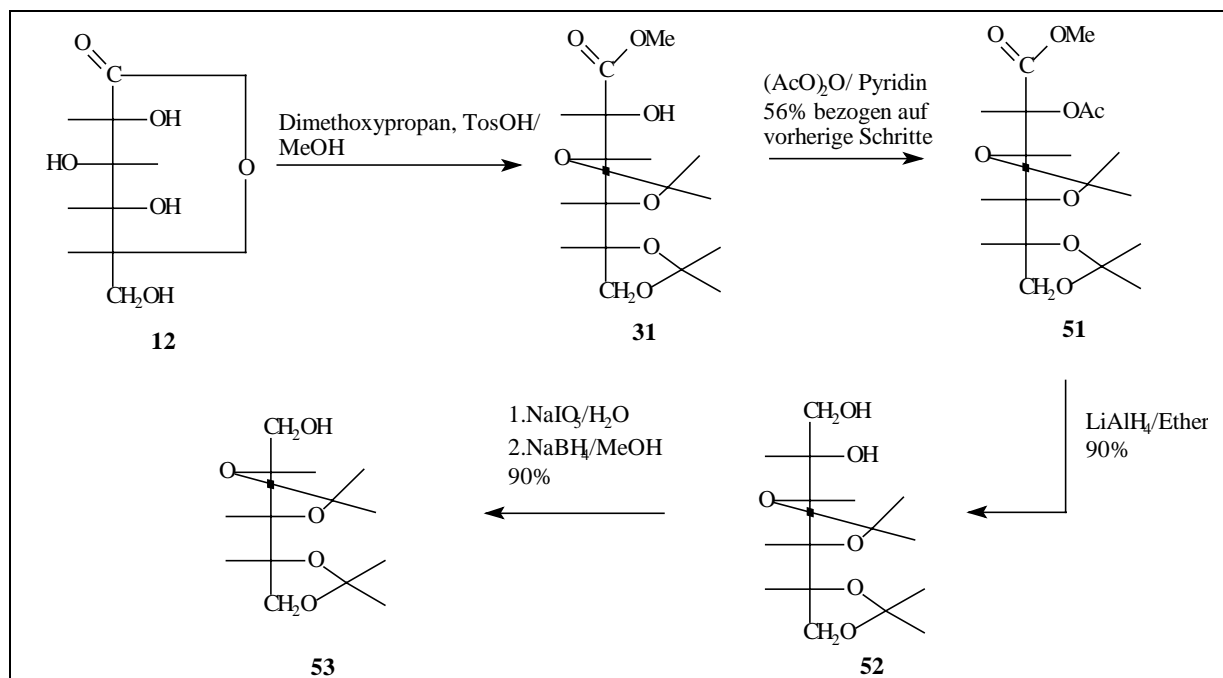 O
C
OH
HO
O
OH
CH2OH
12
Dimethoxypropan, TosOH/
MeOH
O
OMe
C
OH
O
O
O
CH2O
31
(AcO)2O/ Pyridin
56% bezogen auf
vorherige Schritte
O
OMe
C
OAc
O
O
O
CH2O
51
LiAlH4/Ether
90%
CH2OH
OH
O
O
O
CH2O
52
1.NaIO5/H2O
2.NaBH4/MeOH
90%
CH2OH
O
O
O
CH2O
53